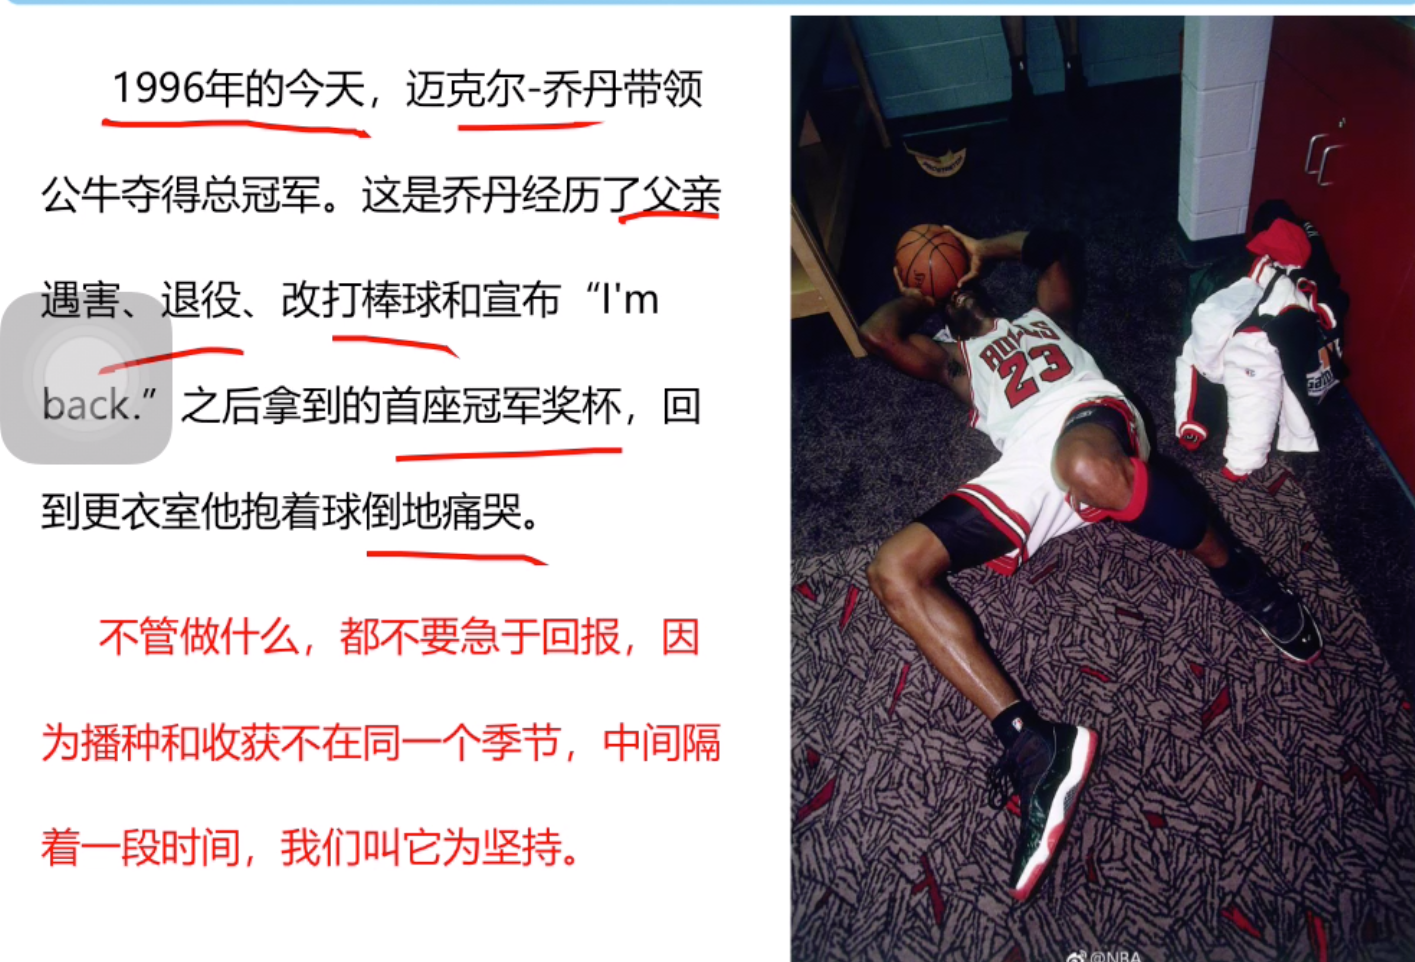 1996年的今天，迈克尔-乔丹带领
公牛夺得总冠军。这是乔丹经历了父亲
遇害、退役、改打棒球和宣布“I'm
back.”之后拿到的首座冠军奖杯，回
到更衣室他抱着球倒地痛哭。
不管做什么，都不要急于回报，因
为播种和收获不在同一个季节，中间隔
着一段时间，我们叫它为坚持。
BULLS
23
@NBA